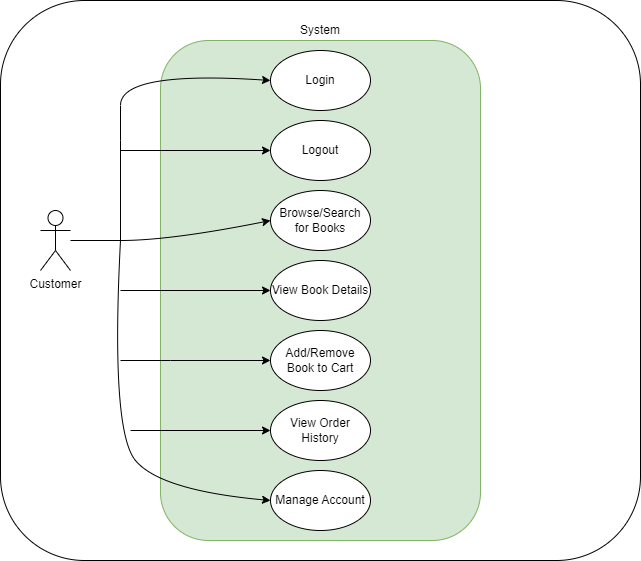 System
Login
Logout
Browse/Search
for Books
Customer
View Book Details
Add/Remove
Book to Cart
View Order
History
Manage Account